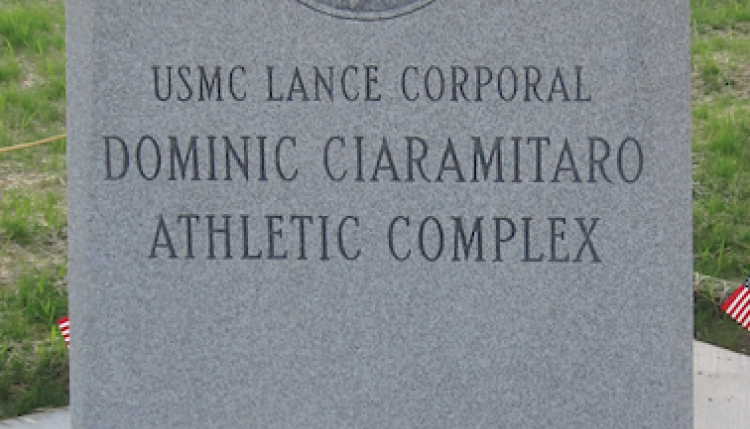 USMC LANCE CORPORAL
DOMINIC CIARAMITARO
ATHLETIC COMPLEX